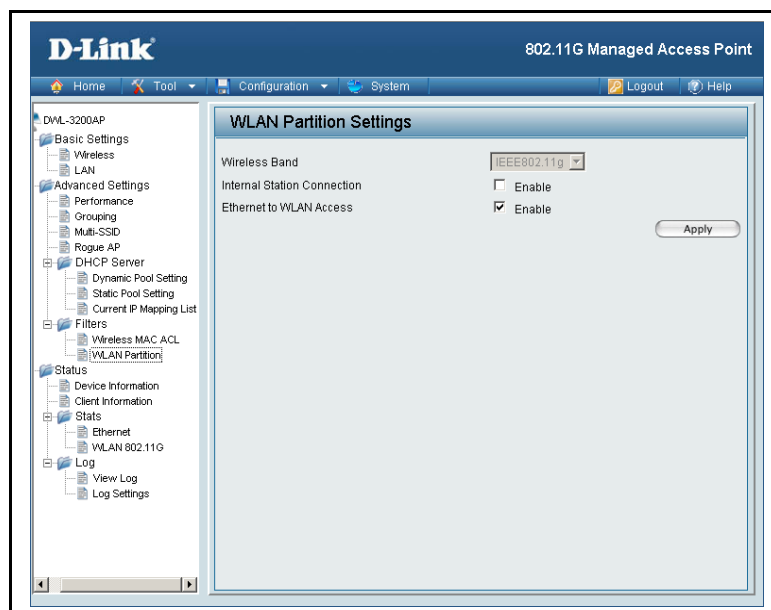 D-Link
802.11G Managed Access Point
Home Tool Configuration System Logout Help
DWL-3200AP
Basic Settings
Wireless
LAN
Advanced Settings
Performance
Grouping
Multi-SSID
Rogue AP
DHCP Server
Dynamic Pool Setting
Static Pool Setting
Current IP Mapping List
Filters
Wireless MAC ACL
WLAN Partition
Status
Device Information
Client Information
Stats
Ethernet
WLAN 802.11G
Log
View Log
Log Settings
WLAN Partition Settings
Wireless Band IEEE802.11g
Internal Station Connection Enable
Ethernet to WLAN Access Enable
Apply